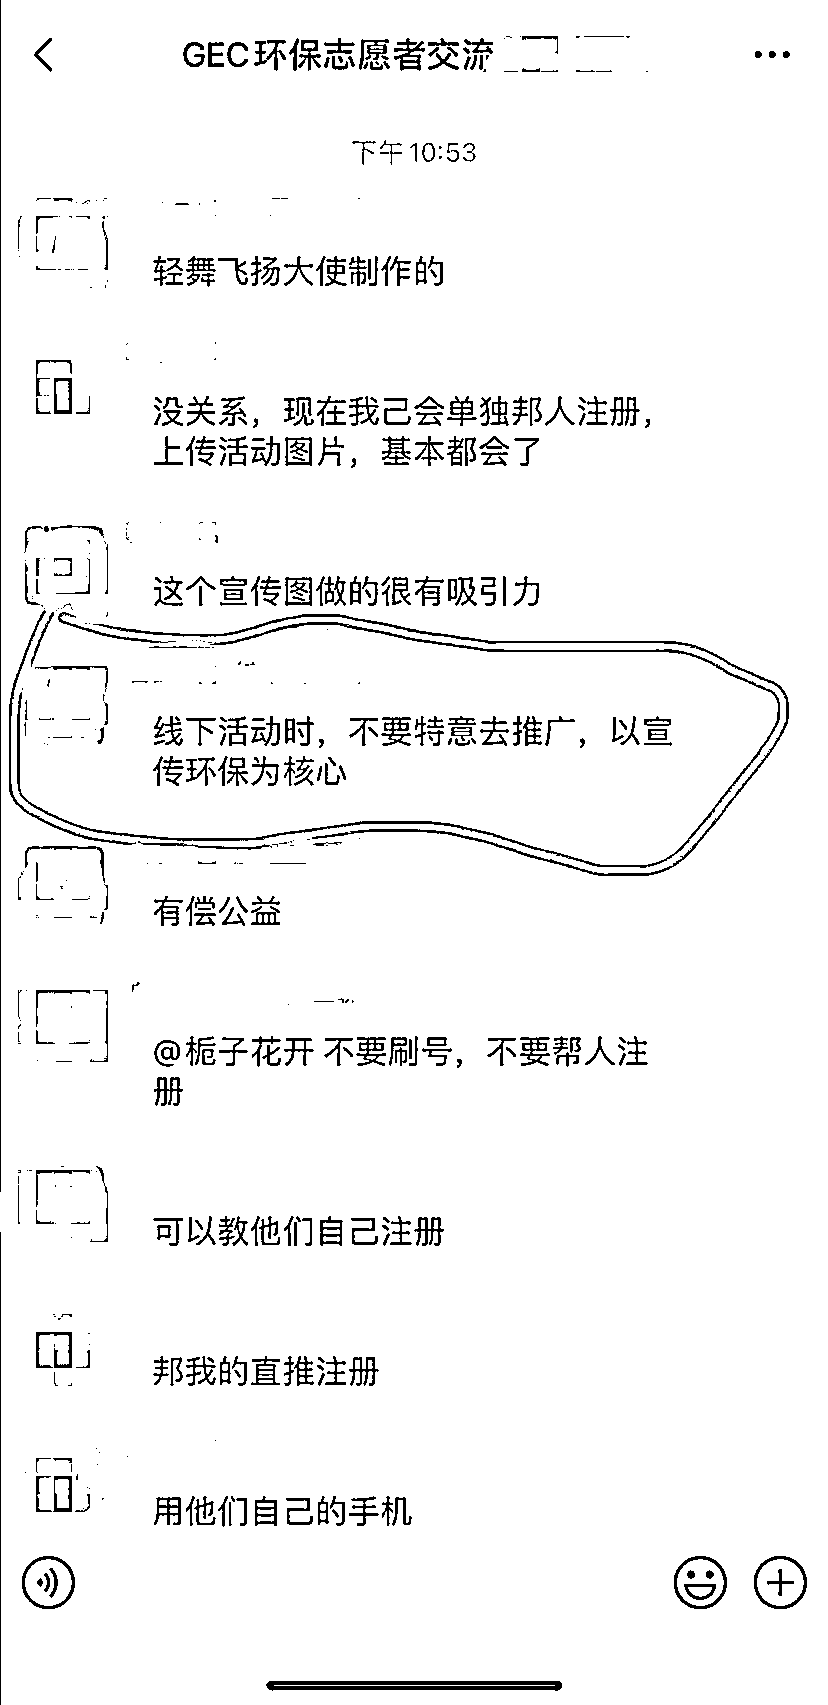 GEC环保志愿者交流
下午10:53
轻舞飞扬大使制作的
没关系，现在我己会单独邦人注册，
上传活动图片，基本都会了
这个宣传图做的很有吸引力
线下活动时，不要特意去推广，以宣
传环保为核心
有偿公益
@栀子花开 不要刷号，不要帮人注
册
可以教他们自己注册
邦我的直推注册
用他们自己的手机